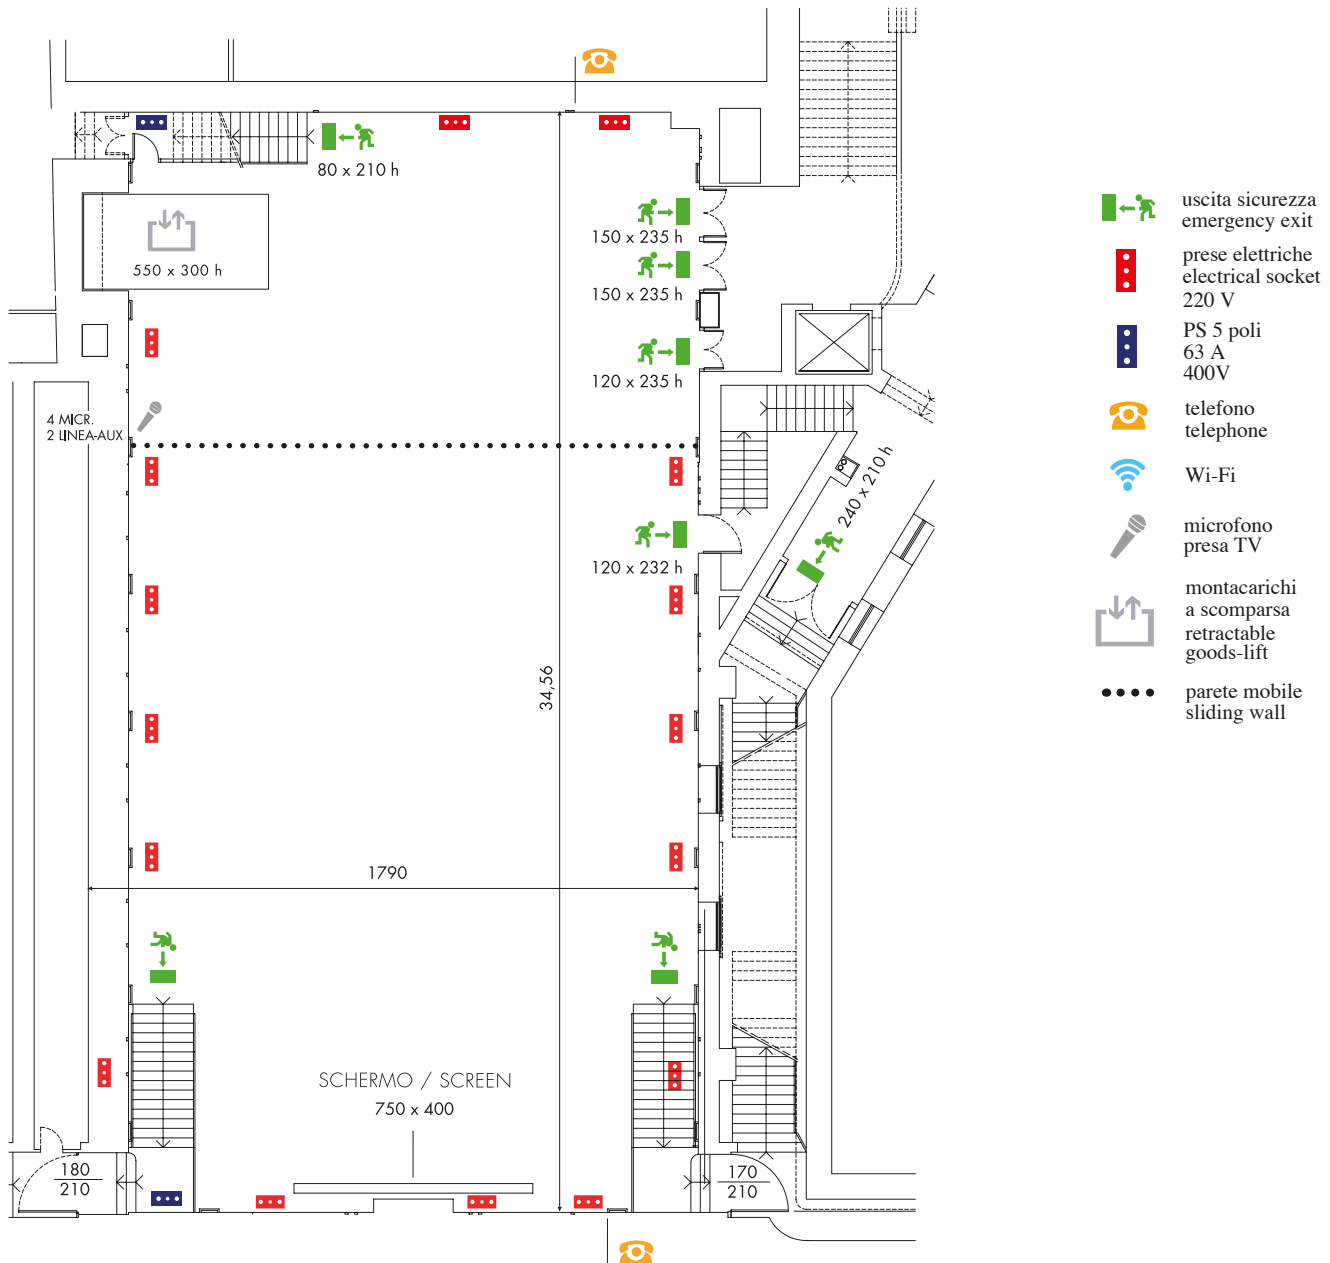 80 x 210 h
150 x 235 h
550 x 300 h
150 x 235 h
120 x 235 h
4 MICR.
2 LINEA-AUX
240 x 210 h
120 x 232 h
34,56
1790
SCHERMO / SCREEN
750 x 400
180
210
170
210
uscita sicurezza
emergency exit
prese elettriche
electrical socket
220 V
PS 5 poli
63 A
400V
telefono
telephone
Wi-Fi
microfono
presa TV
montacarichi
a scomparsa
retractable
goods-lift
parete mobile
sliding wall